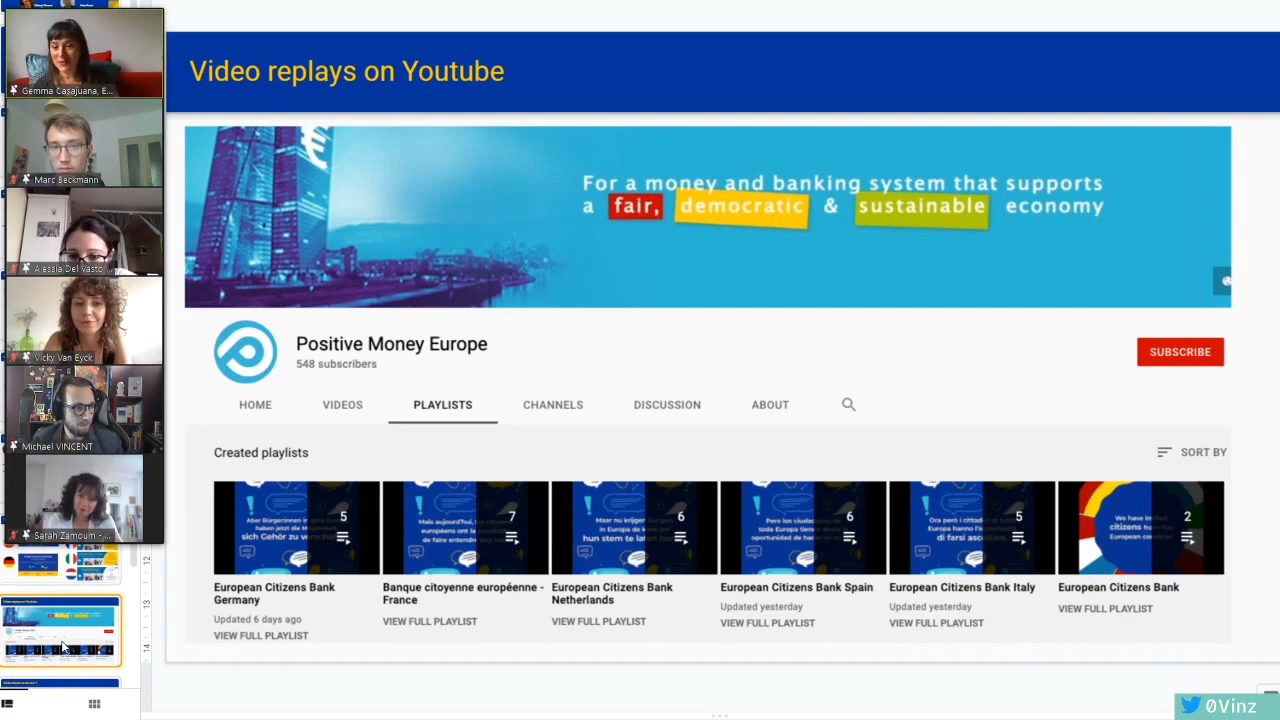 Video replays on Youtube
Gemma Casajuana, E...
Marc Beckmann
Alessia Del Vasto ...
Vicky Van Eyck
Michael VINCENT
Sarah Zamoum - ...
For a money and banking system that supports
a fair, democratic & sustainable economy
Positive Money Europe
548 subscribers
SUBSCRIBE
HOME VIDEOS PLAYLISTS CHANNELS DISCUSSION ABOUT
Created playlists
SORT BY
5
7
6
6
5
2
European Citizens Bank
Germany
Updated 6 days ago
VIEW FULL PLAYLIST
Banque citoyenne européenne -
France
VIEW FULL PLAYLIST
European Citizens Bank
Netherlands
VIEW FULL PLAYLIST
European Citizens Bank Spain
Updated yesterday
VIEW FULL PLAYLIST
European Citizens Bank Italy
Updated yesterday
VIEW FULL PLAYLIST
European Citizens Bank
VIEW FULL PLAYLIST
12
13
14
0Vinz